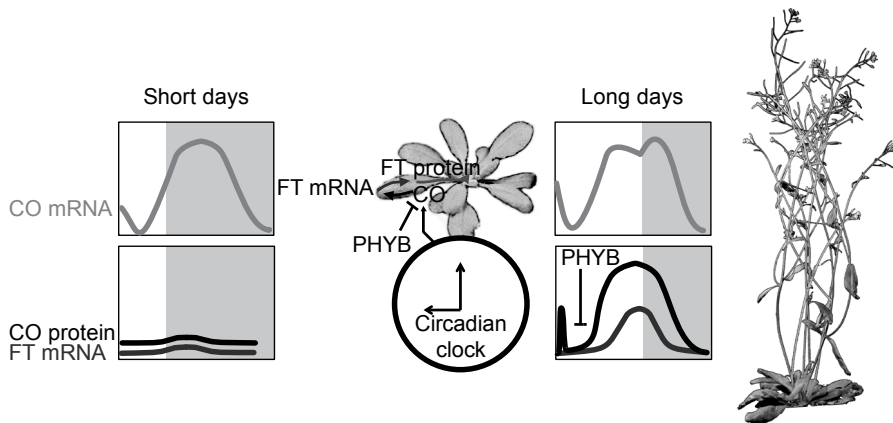 Short days
Long days
CO mRNA
FT protein
FT mRNA
CO
PHYB
PHYB
CO protein
FT mRNA
Circadian
clock